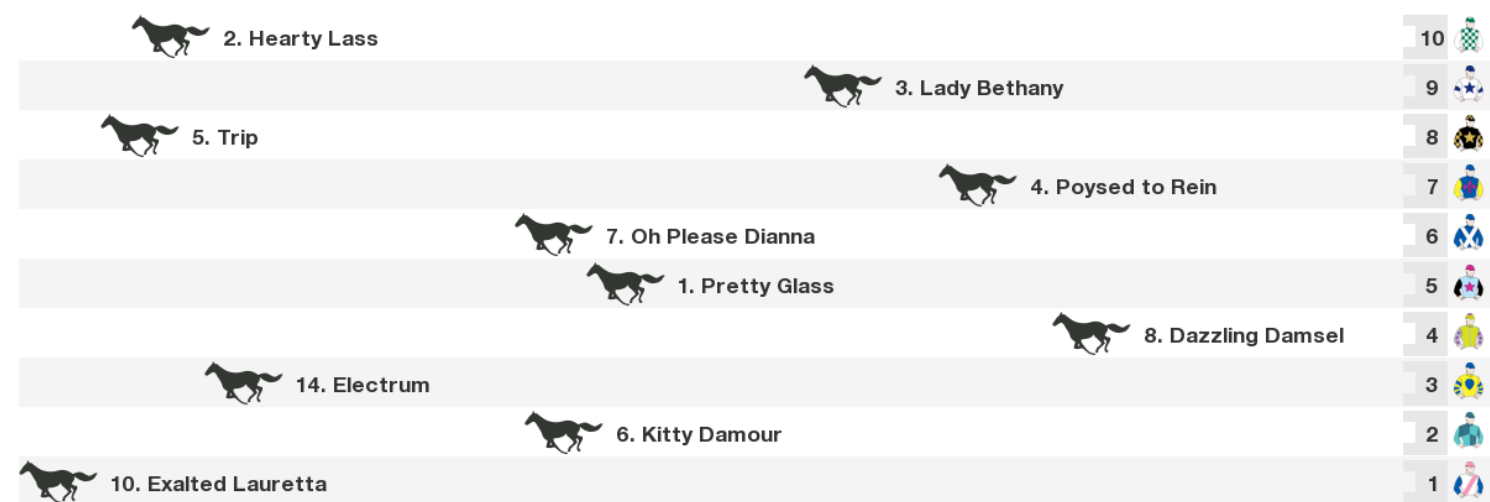 2. Hearty Lass 10
3. Lady Bethany 9
5. Trip 8
4. Poysed to Rein 7
7. Oh Please Dianna 6
1. Pretty Glass 5
8. Dazzling Damsel 4
14. Electrum 3
6. Kitty Damour 2
10. Exalted Lauretta 1